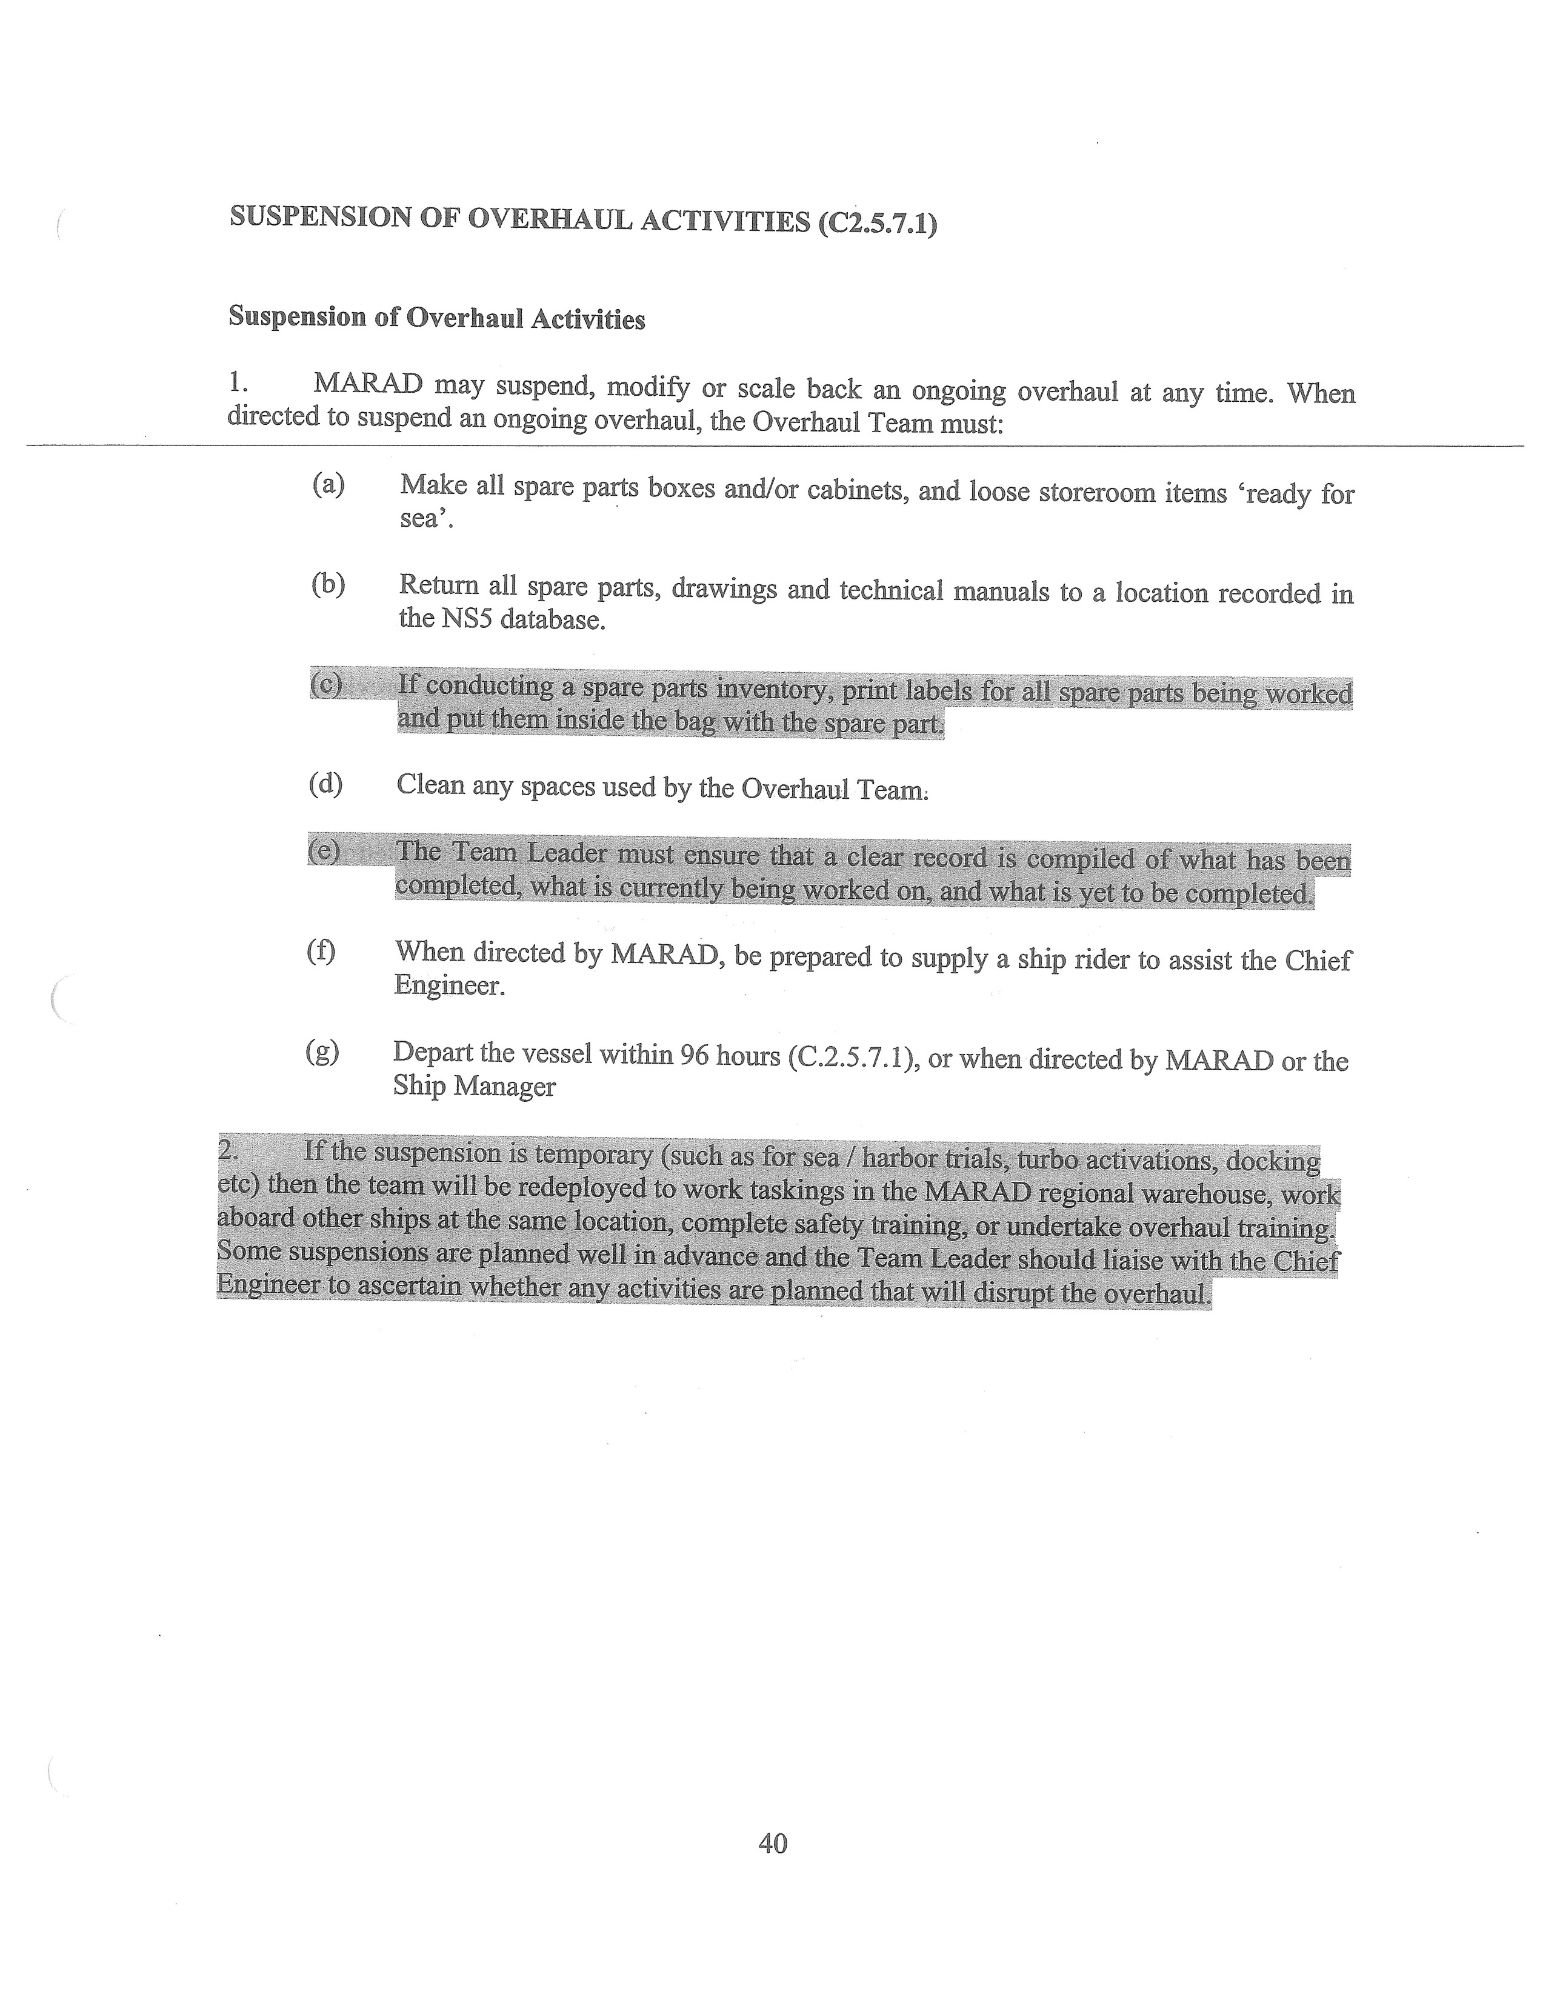 SUSPENSION OF OVERHAUL ACTIVITIES (C2.5.7.1)
Suspension of Overhaul Activities
1. MARAD may suspend, modify or scale back an ongoing overhaul at any time. When
directed to suspend an ongoing overhaul, the Overhaul Team must:
(a) Make all spare parts boxes and/or cabinets, and loose storeroom items ‘ready for
sea’.
(b) Return all spare parts, drawings and technical manuals to a location recorded in
the NS5 database.
(c) If conducting a spare parts inventory, print labels for all spare parts being worked
and put them inside the bag with the spare part.
(d) Clean any spaces used by the Overhaul Team.
(e) The Team Leader must ensure that a clear record is compiled of what has been
completed, what is currently being worked on, and what is yet to be completed.
(f) When directed by MARAD, be prepared to supply a ship rider to assist the Chief
Engineer.
(g) Depart the vessel within 96 hours (C.2.5.7.1), or when directed by MARAD or the
Ship Manager
2. If the suspension is temporary (such as for sea / harbor trials, turbo activations, docking
etc) then the team will be redeployed to work taskings in the MARAD regional warehouse, work
aboard other ships at the same location, complete safety training, or undertake overhaul training.
Some suspensions are planned well in advance and the Team Leader should liaise with the Chief
Engineer to ascertain whether any activities are planned that will disrupt the overhaul.
40